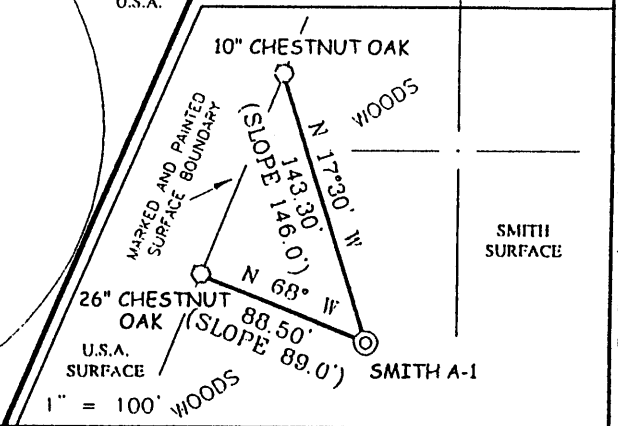 U.S.A.
10" CHESTNUT OAK
WOODS
MARKED AND PAINTED
SURFACE BOUNDARY
N 17°30' W
143.30'
(SLOPE 146.0')
SMITH
SURFACE
26" CHESTNUT
OAK
N 68° W
88.50'
(SLOPE 89.0')
SMITH A-1
U.S.A.
SURFACE
1" = 100'
WOODS